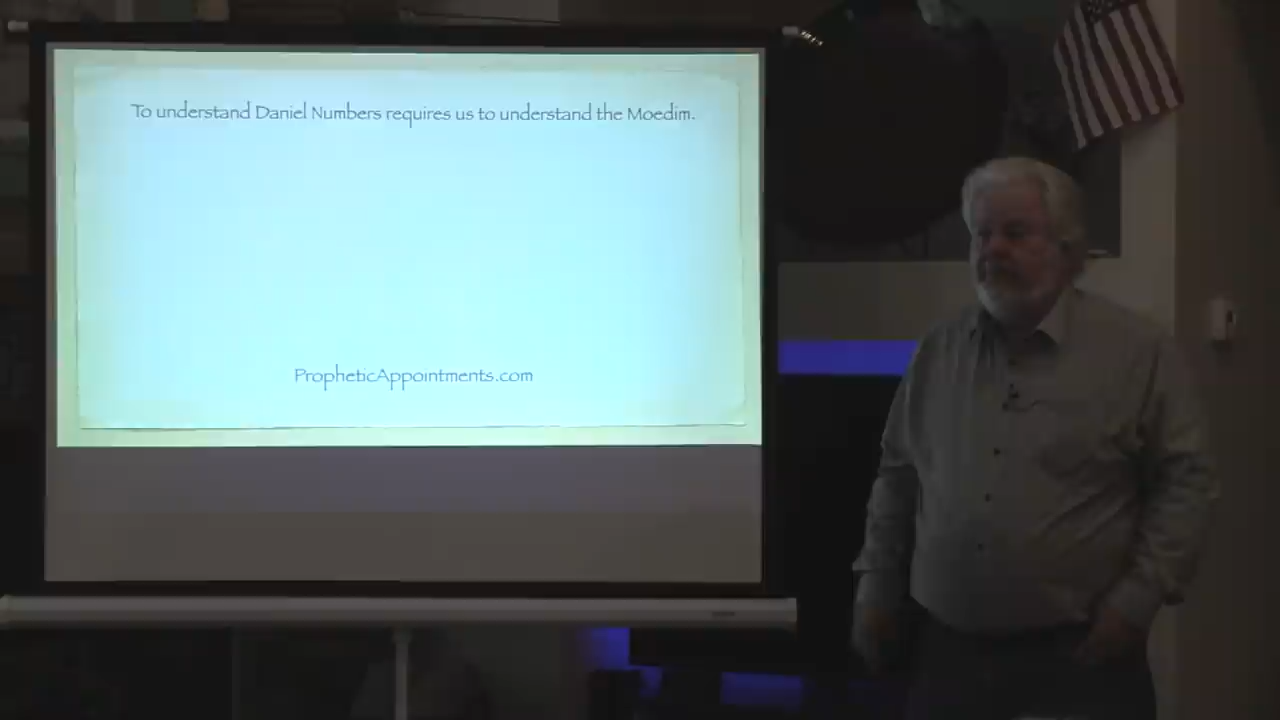 To understand Daniel Numbers requires us to understand the Moedim.
PropheticAppointments.com